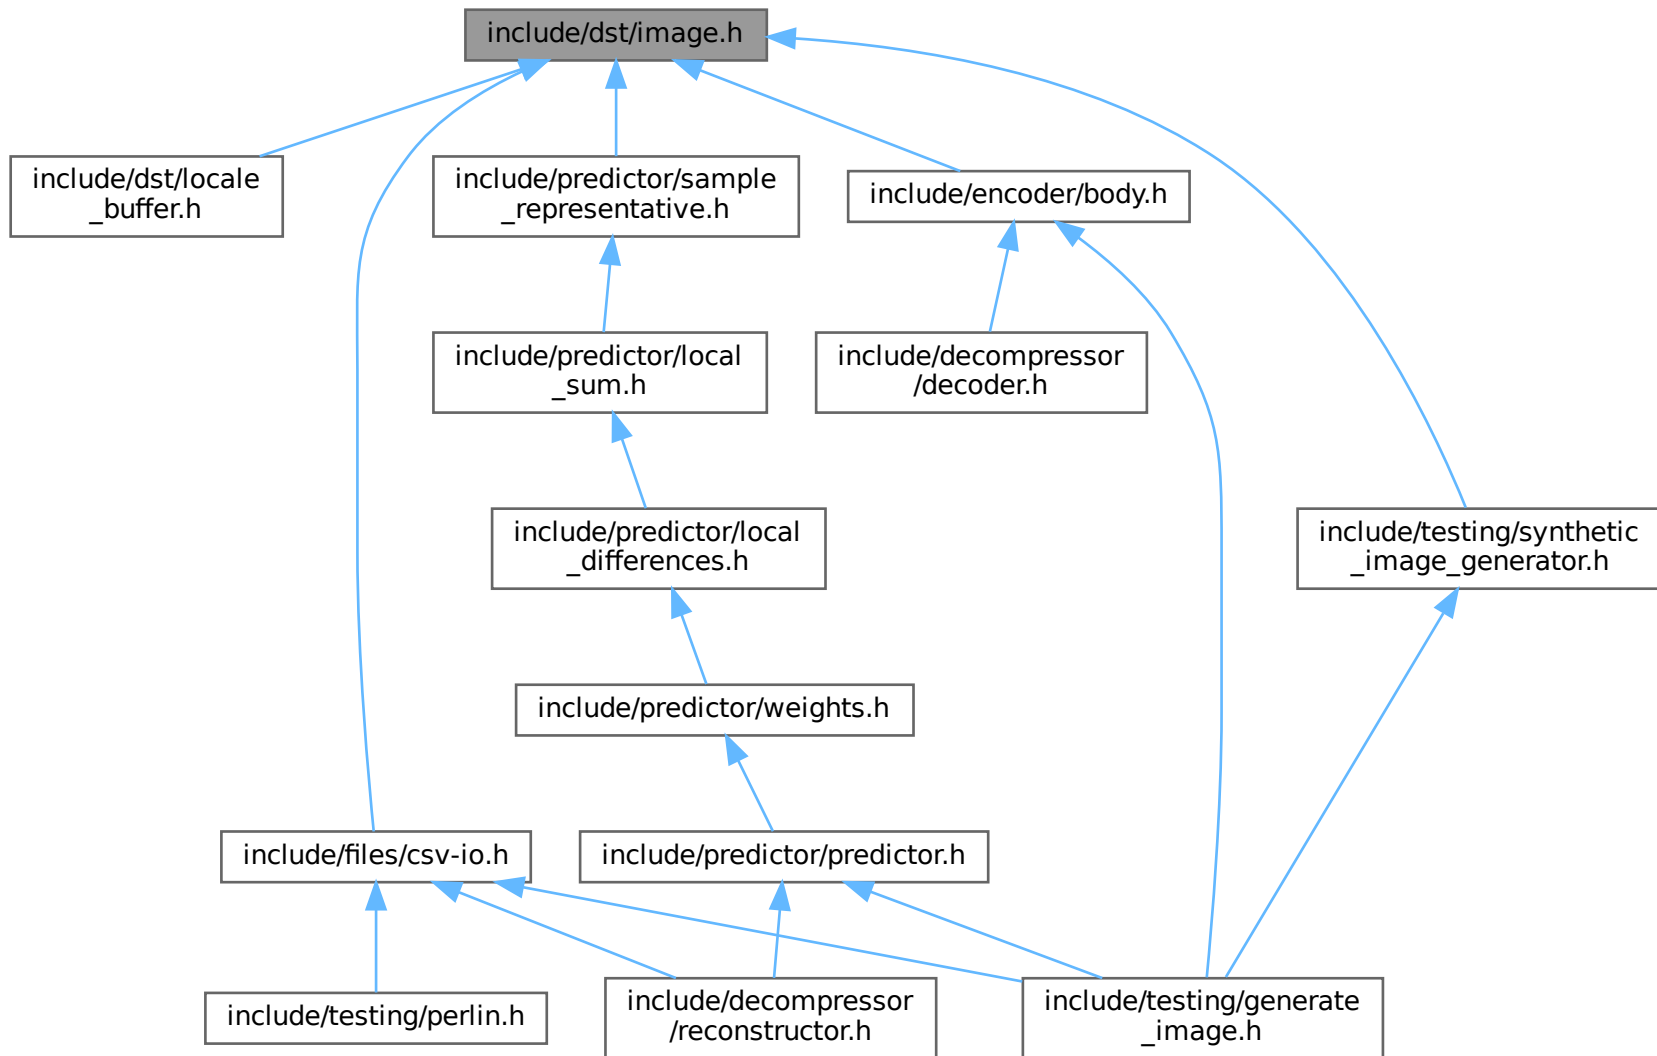 include/dst/image.h
include/dst/locale
_buffer.h
include/predictor/sample
_representative.h
include/encoder/body.h
include/predictor/local
_sum.h
include/decompressor
/decoder.h
include/predictor/local
_differences.h
include/testing/synthetic
_image_generator.h
include/predictor/weights.h
include/files/csv-io.h
include/predictor/predictor.h
include/testing/perlin.h
include/decompressor
/reconstructor.h
include/testing/generate
_image.h